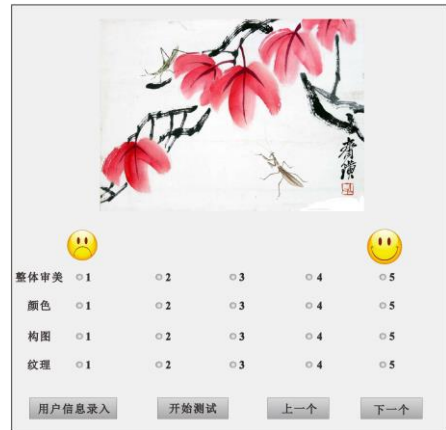 齊璜
整体审美 1 2 3 4 5
颜色 1 2 3 4 5
构图 1 2 3 4 5
纹理 1 2 3 4 5
用户信息录入 开始测试 上一个 下一个